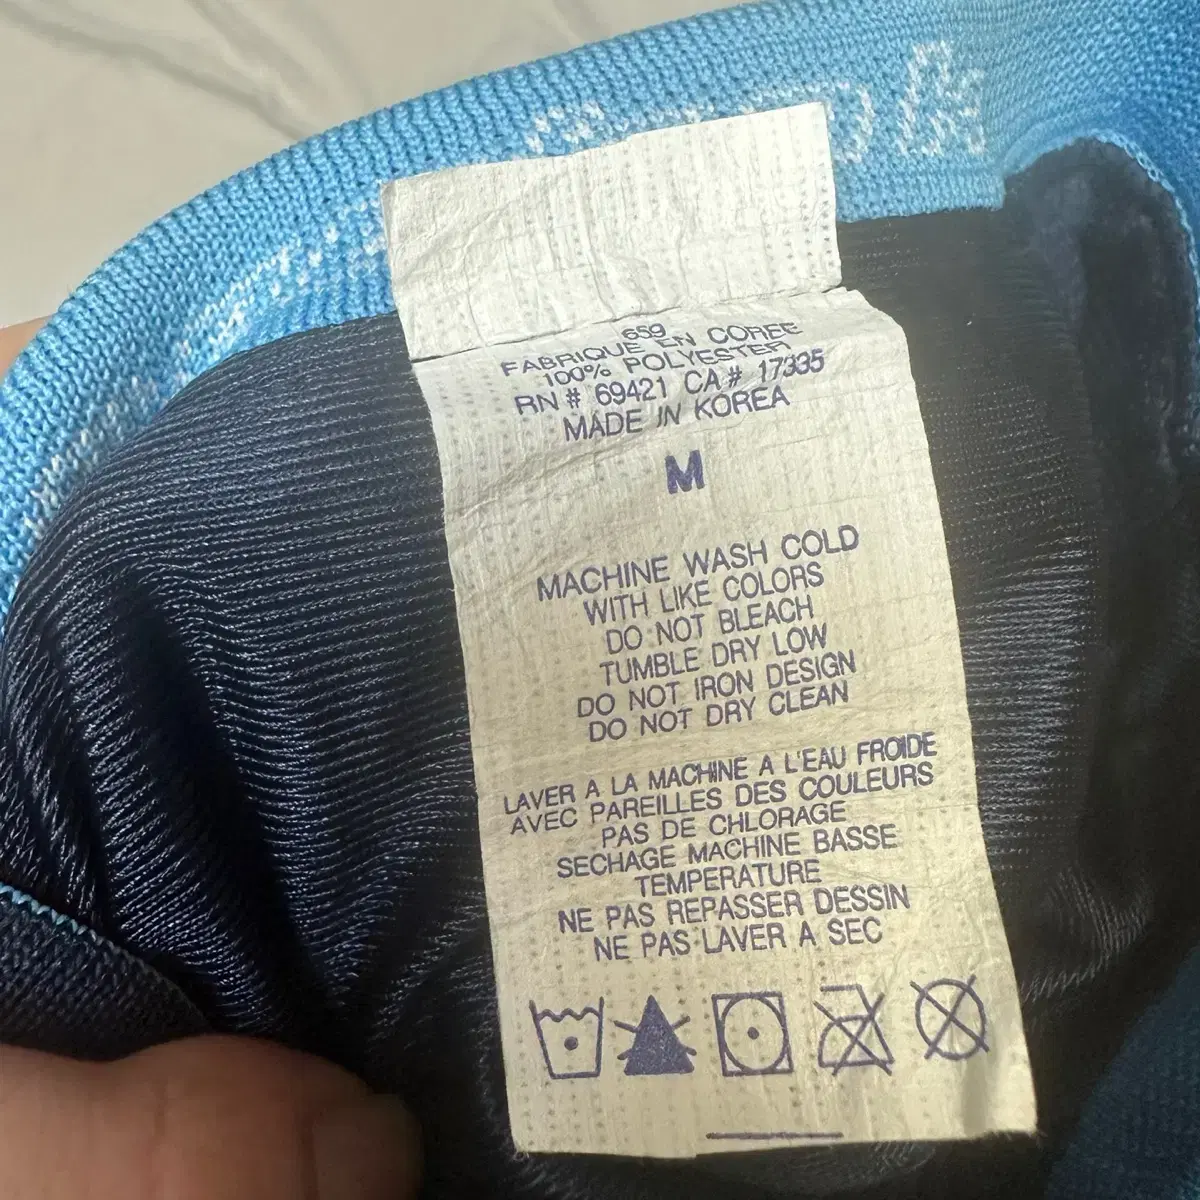 659
FABRIQUE EN COREE
100% POLYESTER
RN # 69421 CA # 17335
MADE IN KOREA
M
MACHINE WASH COLD
WITH LIKE COLORS
DO NOT BLEACH
TUMBLE DRY LOW
DO NOT IRON DESIGN
DO NOT DRY CLEAN
LAVER A LA MACHINE A L'EAU FROIDE
AVEC PAREILLES DES COULEURS
PAS DE CHLORAGE
SECHAGE MACHINE BASSE
TEMPERATURE
NE PAS REPASSER DESSIN
NE PAS LAVER A SEC